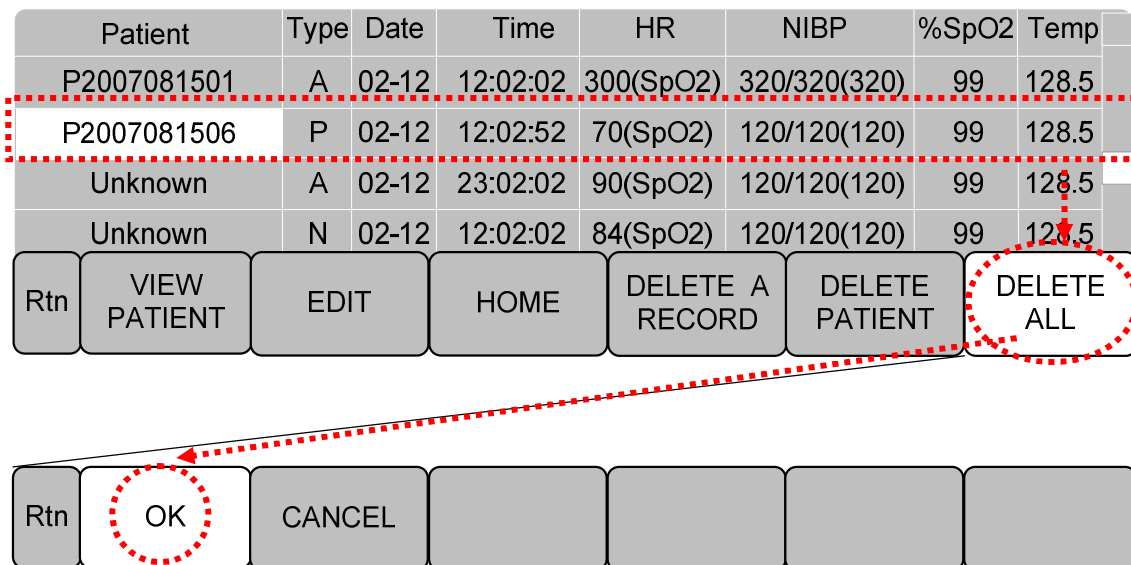 Patient Type Date Time HR NIBP %SpO2 Temp
P2007081501 A 02-12 12:02:02 300(SpO2) 320/320(320) 99 128.5
P2007081506 P 02-12 12:02:52 70(SpO2) 120/120(120) 99 128.5
Unknown A 02-12 23:02:02 90(SpO2) 120/120(120) 99 128.5
Unknown N 02-12 12:02:02 84(SpO2) 120/120(120) 99 128.5
Rtn
VIEW
PATIENT
EDIT
HOME
DELETE A
RECORD
DELETE
PATIENT
DELETE
ALL
Rtn OK CANCEL